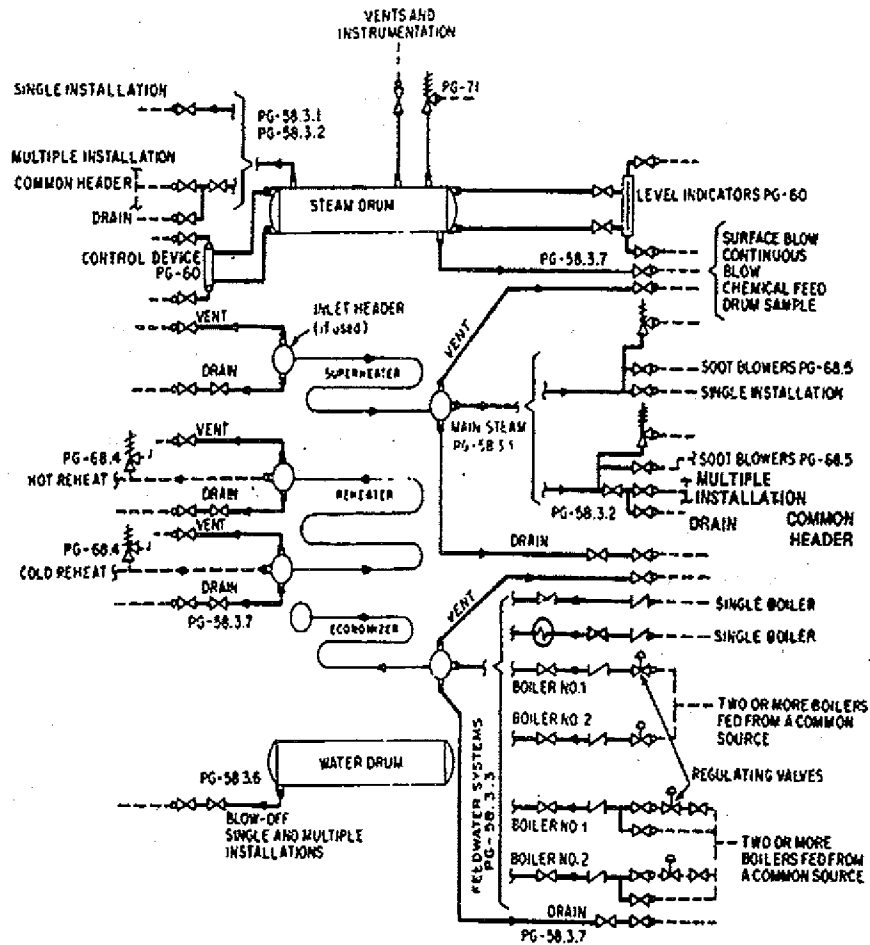 VENTS AND
INSTRUMENTATION
SINGLE INSTALLATION
PG-58.3.1
PG-58.3.2
PG-71
MULTIPLE INSTALLATION
COMMON HEADER
DRAIN
STEAM DRUM
LEVEL INDICATORS PG-60
CONTROL DEVICE
PG-60
PG-58.3.7
SURFACE BLOW
CONTINUOUS
BLOW
CHEMICAL FEED
DRUM SAMPLE
VENT
INLET HEADER
(if used)
DRAIN
SUPERHEATER
VENT
MAIN STEAM
PG-58.3.1
SOOT BLOWERS PG-68.5
SINGLE INSTALLATION
VENT
PG-68.4
HOT REHEAT
DRAIN
REHEATER
SOOT BLOWERS PG-68.5
MULTIPLE
INSTALLATION
PG-58.3.2
DRAIN
COMMON
HEADER
VENT
PG-68.4
COLD REHEAT
DRAIN
PG-58.3.7
DRAIN
VENT
ECONOMIZER
SINGLE BOILER
SINGLE BOILER
BOILER NO.1
BOILER NO. 2
TWO OR MORE BOILERS
FED FROM A COMMON
SOURCE
REGULATING VALVES
FEEDWATER SYSTEMS
PG-58.3.3
WATER DRUM
PG-58.3.6
BLOW-OFF
SINGLE AND MULTIPLE
INSTALLATIONS
BOILER NO 1
BOILER NO. 2
TWO OR MORE
BOILERS FED FROM
A COMMON SOURCE
DRAIN
PG-58.3.7